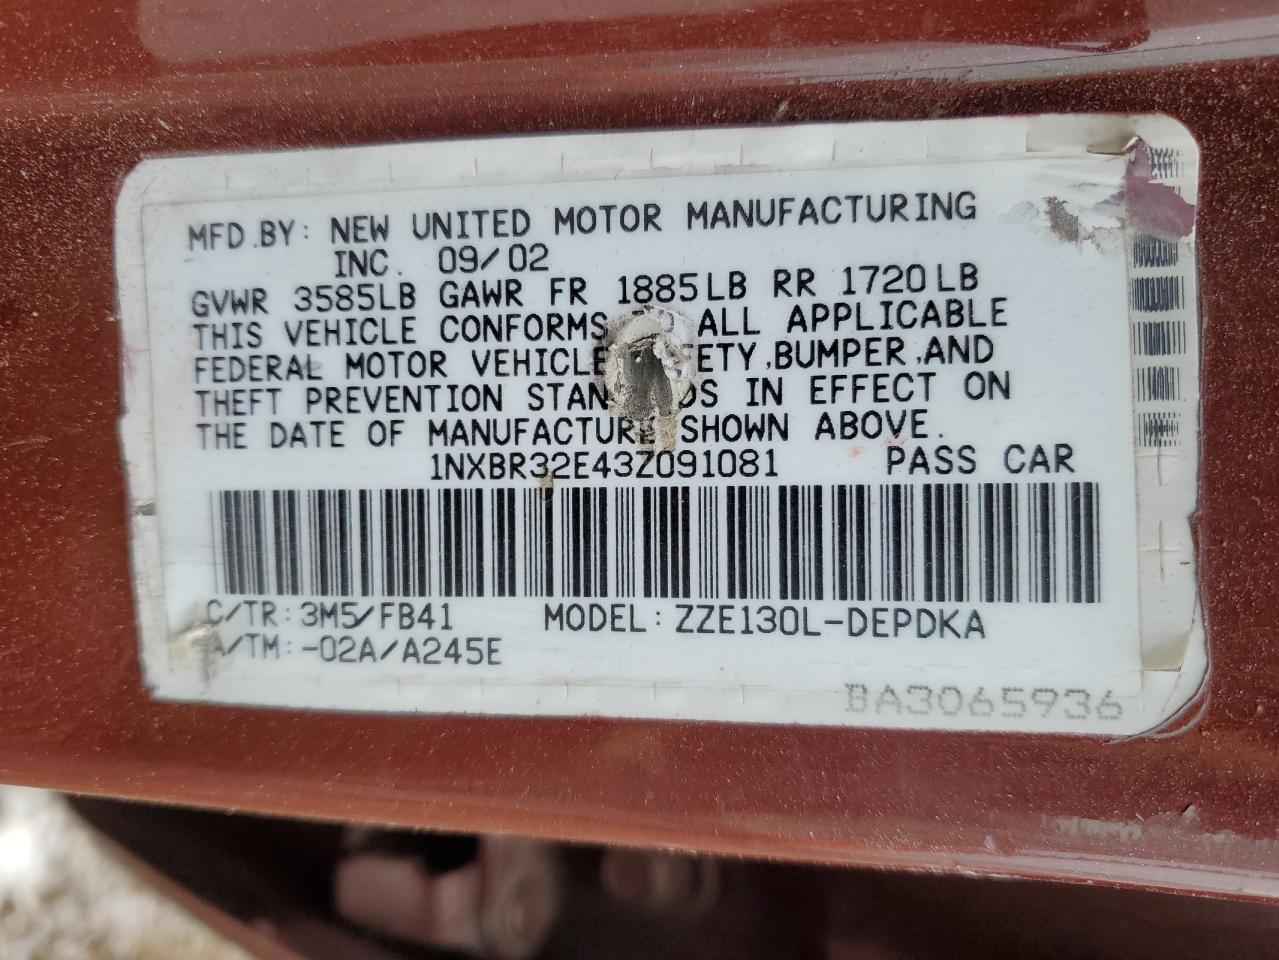 MFD.BY: NEW UNITED MOTOR MANUFACTURING
INC. 09/02
GVWR 3585LB GAWR FR 1885LB RR 1720LB
THIS VEHICLE CONFORMS ALL APPLICABLE
FEDERAL MOTOR VEHICLE , BUMPER, AND
THEFT PREVENTION IN EFFECT ON
THE DATE OF MANUFACTURE SHOWN ABOVE.
1NXBR32E43Z091081 PASS CAR
C/TR: 3M5/FB41 MODEL: ZZE130L-DEPDKA
A/TM: -02A/A245E
BA3065936